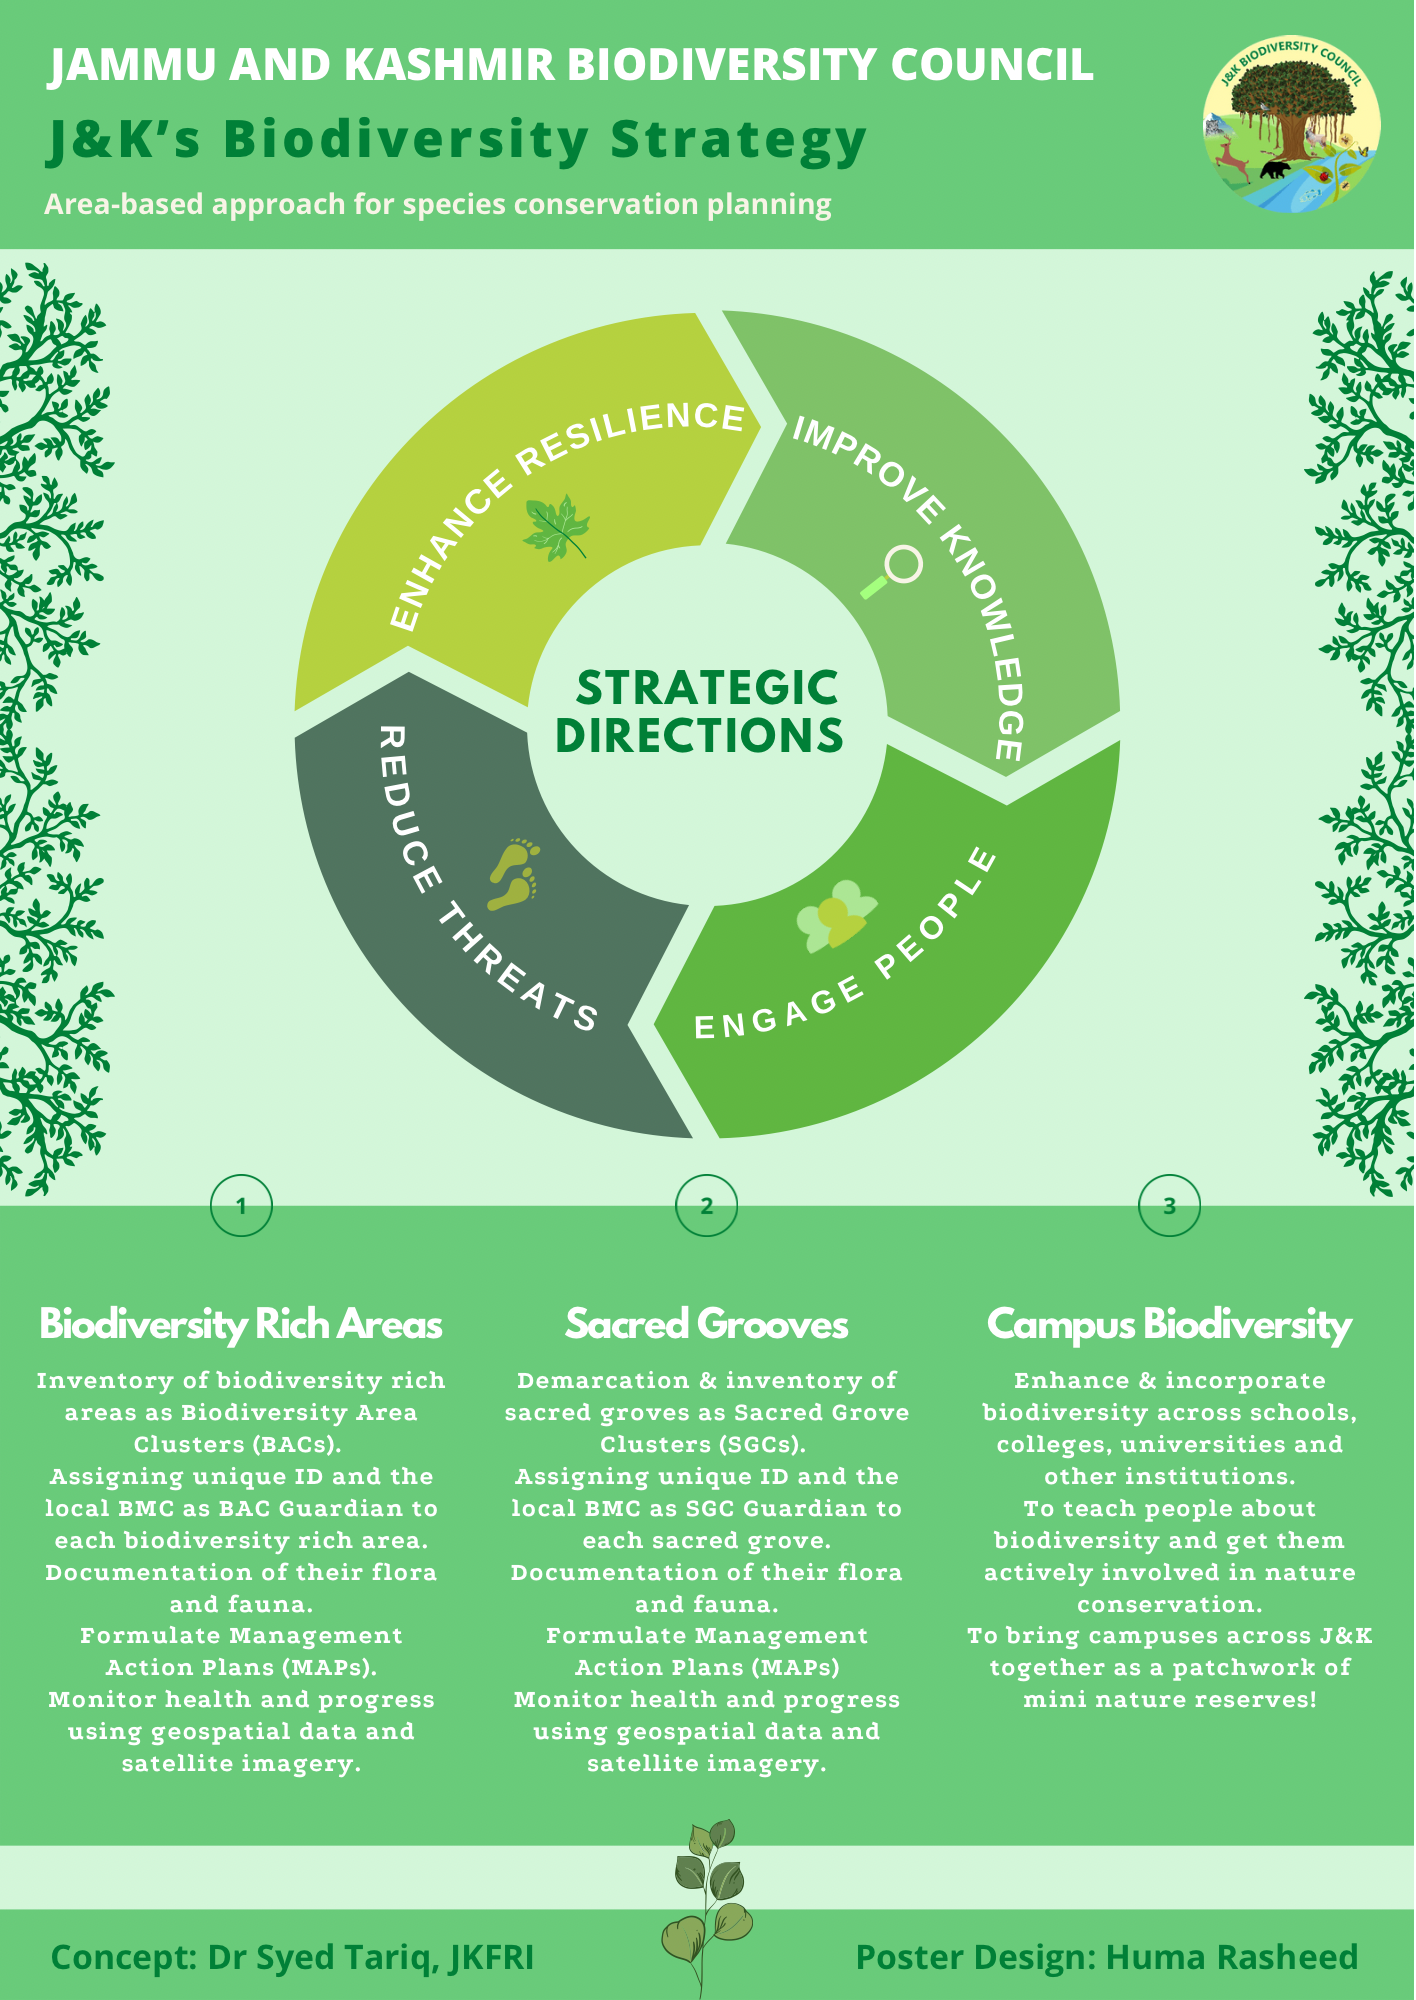 JAMMU AND KASHMIR BIODIVERSITY COUNCIL
J&K BIODIVERSITY COUNCIL
J&K’s Biodiversity Strategy
Area-based approach for species conservation planning
ENHANCE RESILIENCE
IMPROVE KNOWLEDGE
STRATEGIC
DIRECTIONS
REDUCE THREATS
ENGAGE PEOPLE
1
2
3
Biodiversity Rich Areas
Inventory of biodiversity rich
areas as Biodiversity Area
Clusters (BACs).
Assigning unique ID and the
local BMC as BAC Guardian to
each biodiversity rich area.
Documentation of their flora
and fauna.
Formulate Management
Action Plans (MAPs).
Monitor health and progress
using geospatial data and
satellite imagery.
Sacred Grooves
Demarcation & inventory of
sacred groves as Sacred Grove
Clusters (SGCs).
Assigning unique ID and the
local BMC as SGC Guardian to
each sacred grove.
Documentation of their flora
and fauna.
Formulate Management
Action Plans (MAPs)
Monitor health and progress
using geospatial data and
satellite imagery.
Campus Biodiversity
Enhance & incorporate
biodiversity across schools,
colleges, universities and
other institutions.
To teach people about
biodiversity and get them
actively involved in nature
conservation.
To bring campuses across J&K
together as a patchwork of
mini nature reserves!
Concept: Dr Syed Tariq, JKFRI
Poster Design: Huma Rasheed